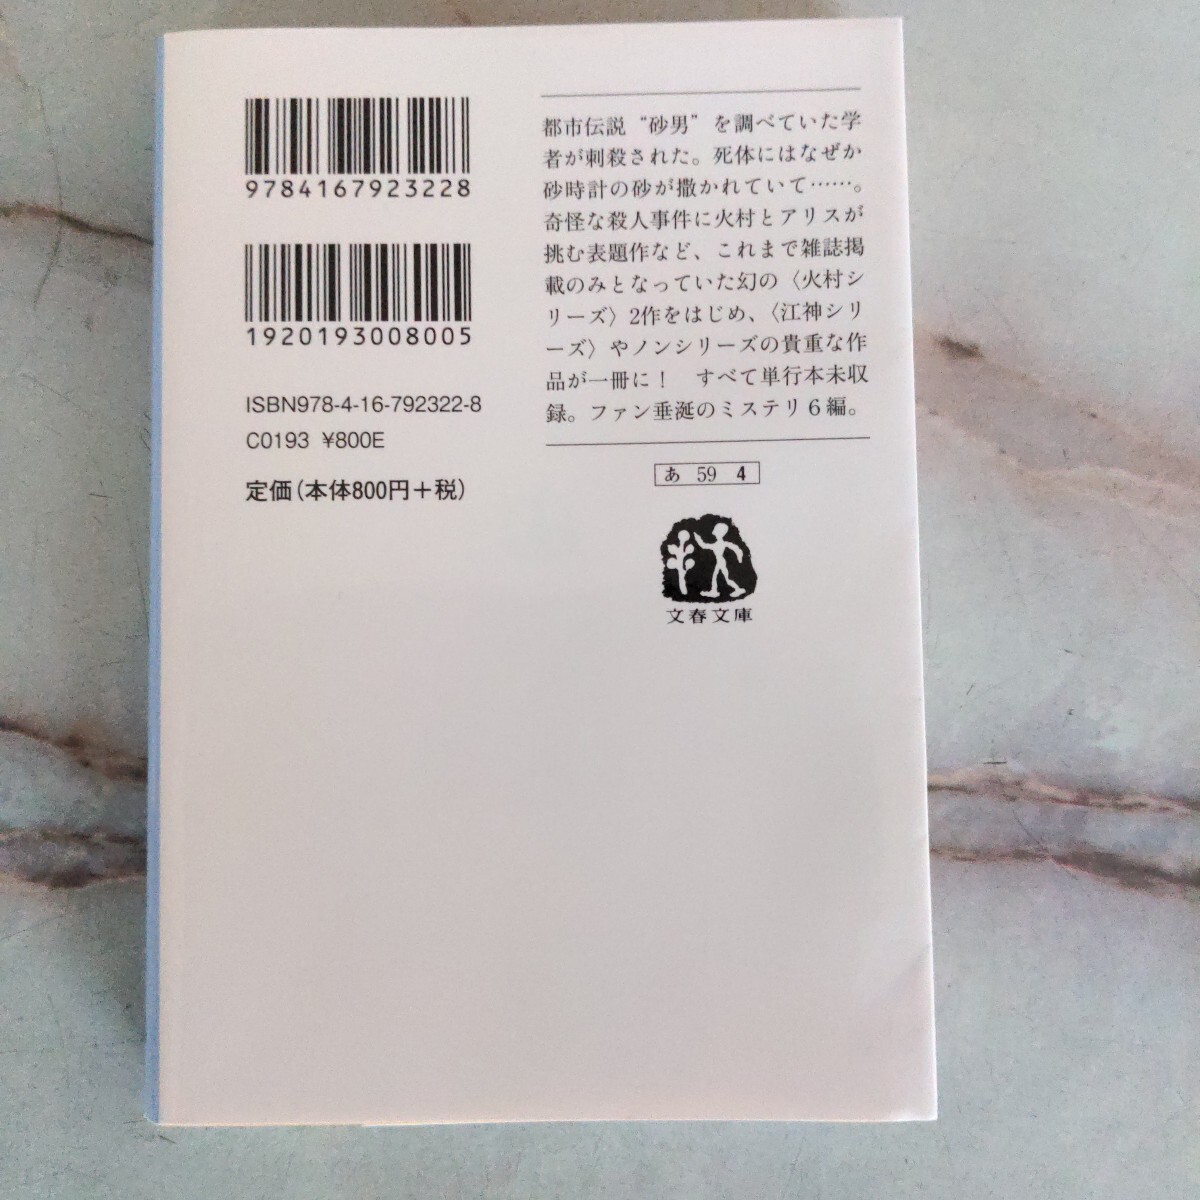 9784167923228
1920193008005
ISBN978-4-16-792322-8
C0193 ¥800E
定価(本体800円+税)
都市伝説“砂男”を調べていた学
者が刺殺された。死体にはなぜか
砂時計の砂が撒かれていて……。
奇怪な殺人事件に火村とアリスが
挑む表題作など、これまで雑誌掲
載のみとなっていた幻の〈火村シ
リーズ〉2作をはじめ、〈江神シリ
ーズ〉やノンシリーズの貴重な作
品が一冊に！　すべて単行本未収
録。ファン垂涎のミステリ6編。
あ 59 4
文春文庫